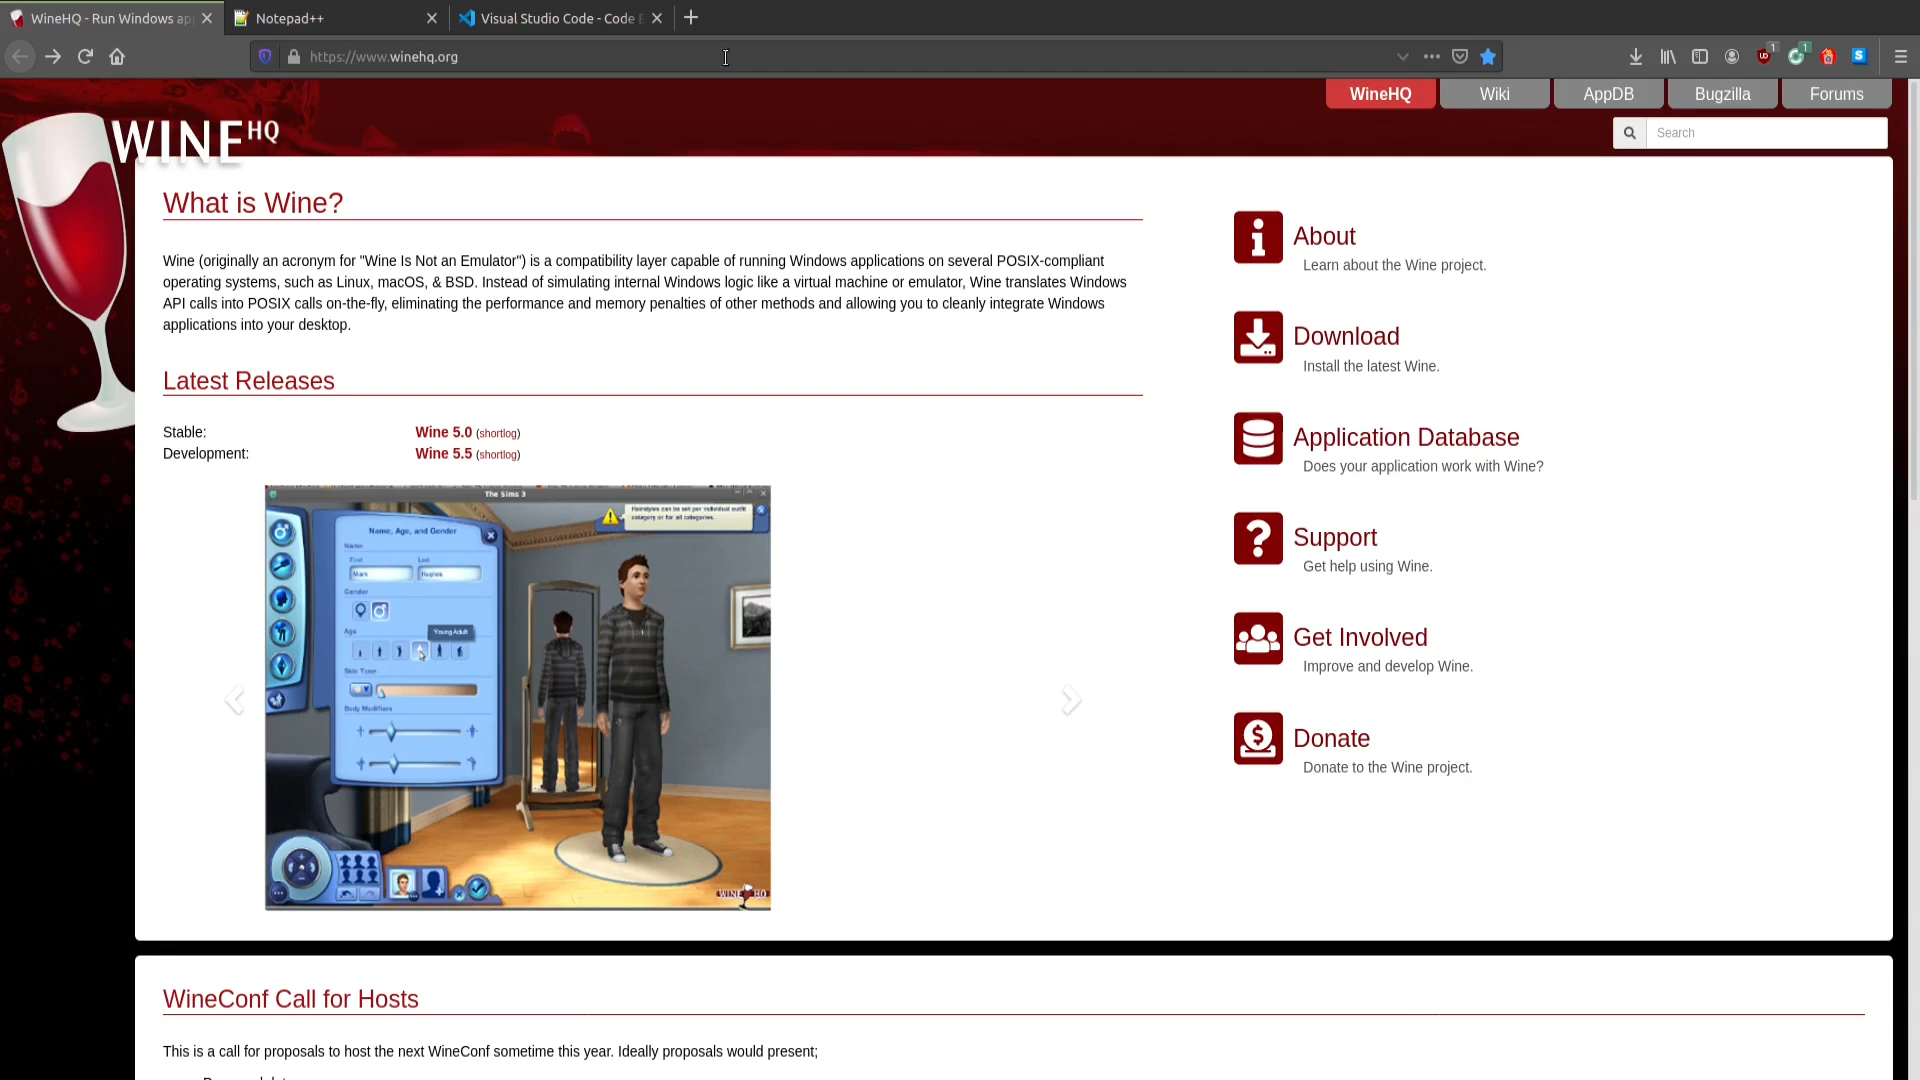 WineHQ - Run Windows ap
Notepad++
Visual Studio Code - Code E
https://www.winehq.org
1
1
WineHQ
Wiki
AppDB
Bugzilla
Forums
WINE HQ
Search
What is Wine?
Wine (originally an acronym for "Wine Is Not an Emulator") is a compatibility layer capable of running Windows applications on several POSIX-compliant
operating systems, such as Linux, macOS, & BSD. Instead of simulating internal Windows logic like a virtual machine or emulator, Wine translates Windows
API calls into POSIX calls on-the-fly, eliminating the performance and memory penalties of other methods and allowing you to cleanly integrate Windows
applications into your desktop.
Latest Releases
Stable: Wine 5.0 (shortlog)
Development: Wine 5.5 (shortlog)
The Sims 3
Hairstyles can be set per individual outfit
category or for all categories.
Name, Age, and Gender
Name
First Last
Mark Hughes
Gender
Age
Young Adult
Skin Tone
Body Modifiers
WINE HQ
About
Learn about the Wine project.
Download
Install the latest Wine.
Application Database
Does your application work with Wine?
Support
Get help using Wine.
Get Involved
Improve and develop Wine.
Donate
Donate to the Wine project.
WineConf Call for Hosts
This is a call for proposals to host the next WineConf sometime this year. Ideally proposals would present;